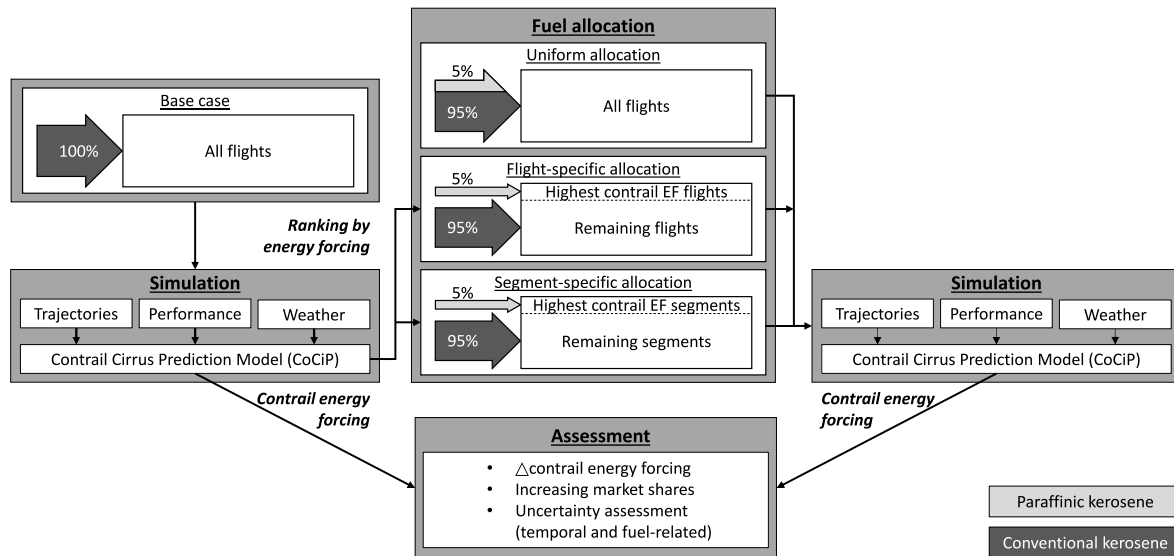 Base case
100%
All flights
Ranking by
energy forcing
Simulation
Trajectories
Performance
Weather
Contrail Cirrus Prediction Model (CoCiP)
Contrail energy
forcing
Fuel allocation
Uniform allocation
5%
95%
All flights
Flight-specific allocation
5%
Highest contrail EF flights
95%
Remaining flights
Segment-specific allocation
5%
Highest contrail EF segments
95%
Remaining segments
Simulation
Trajectories
Performance
Weather
Contrail Cirrus Prediction Model (CoCiP)
Contrail energy
forcing
Assessment
• △contrail energy forcing
• Increasing market shares
• Uncertainty assessment
(temporal and fuel-related)
Paraffinic kerosene
Conventional kerosene